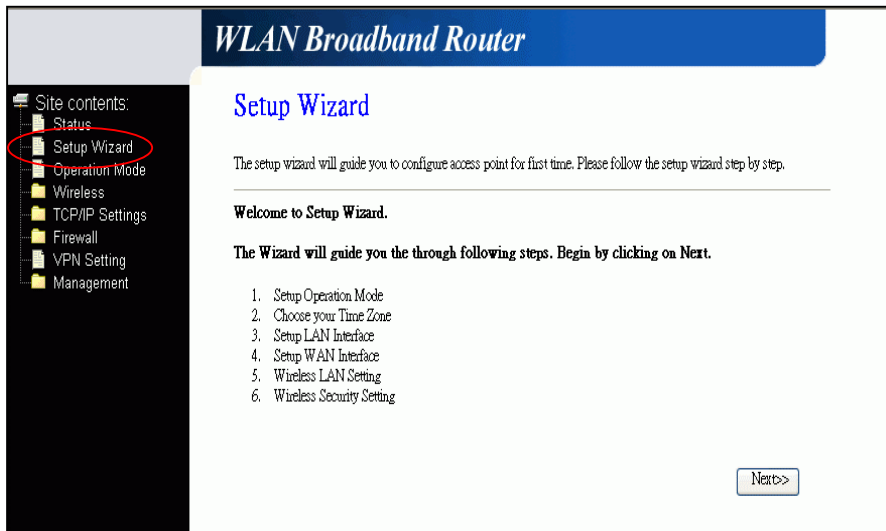 WLAN Broadband Router
Site contents:
Status
Setup Wizard
Operation Mode
Wireless
TCP/IP Settings
Firewall
VPN Setting
Management
Setup Wizard
The setup wizard will guide you to configure access point for first time. Please follow the setup wizard step by step.
Welcome to Setup Wizard.
The Wizard will guide you the through following steps. Begin by clicking on Next.
1. Setup Operation Mode
2. Choose your Time Zone
3. Setup LAN Interface
4. Setup WAN Interface
5. Wireless LAN Setting
6. Wireless Security Setting
Next>>